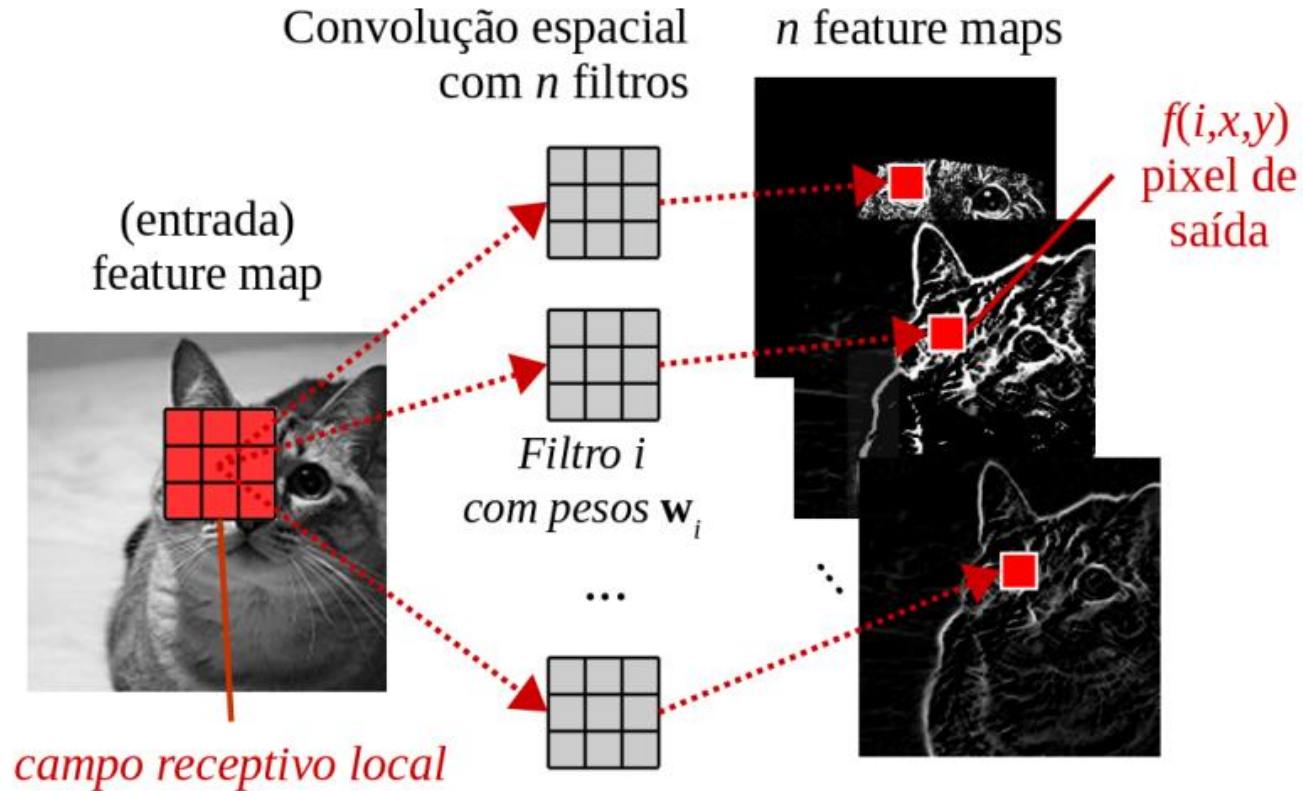 Convolução espacial
com n filtros
n feature maps
f(i,x,y)
pixel de
saída
(entrada)
feature map
Filtro i
com pesos wᵢ
...
campo receptivo local